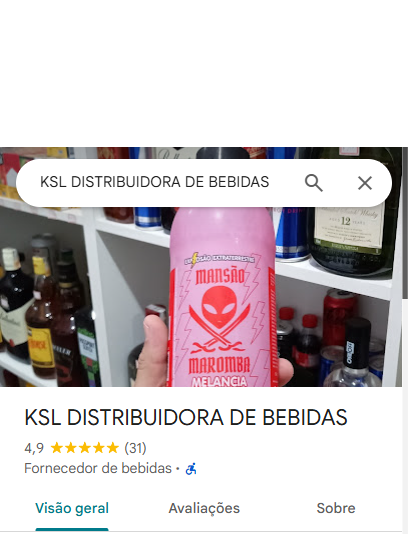 KSL DISTRIBUIDORA DE BEBIDAS
12
MANSÃO
MAROMBA
MELANCIA
KSL DISTRIBUIDORA DE BEBIDAS
4,9 ★★★★★ (31)
Fornecedor de bebidas ·
Visão geral Avaliações Sobre